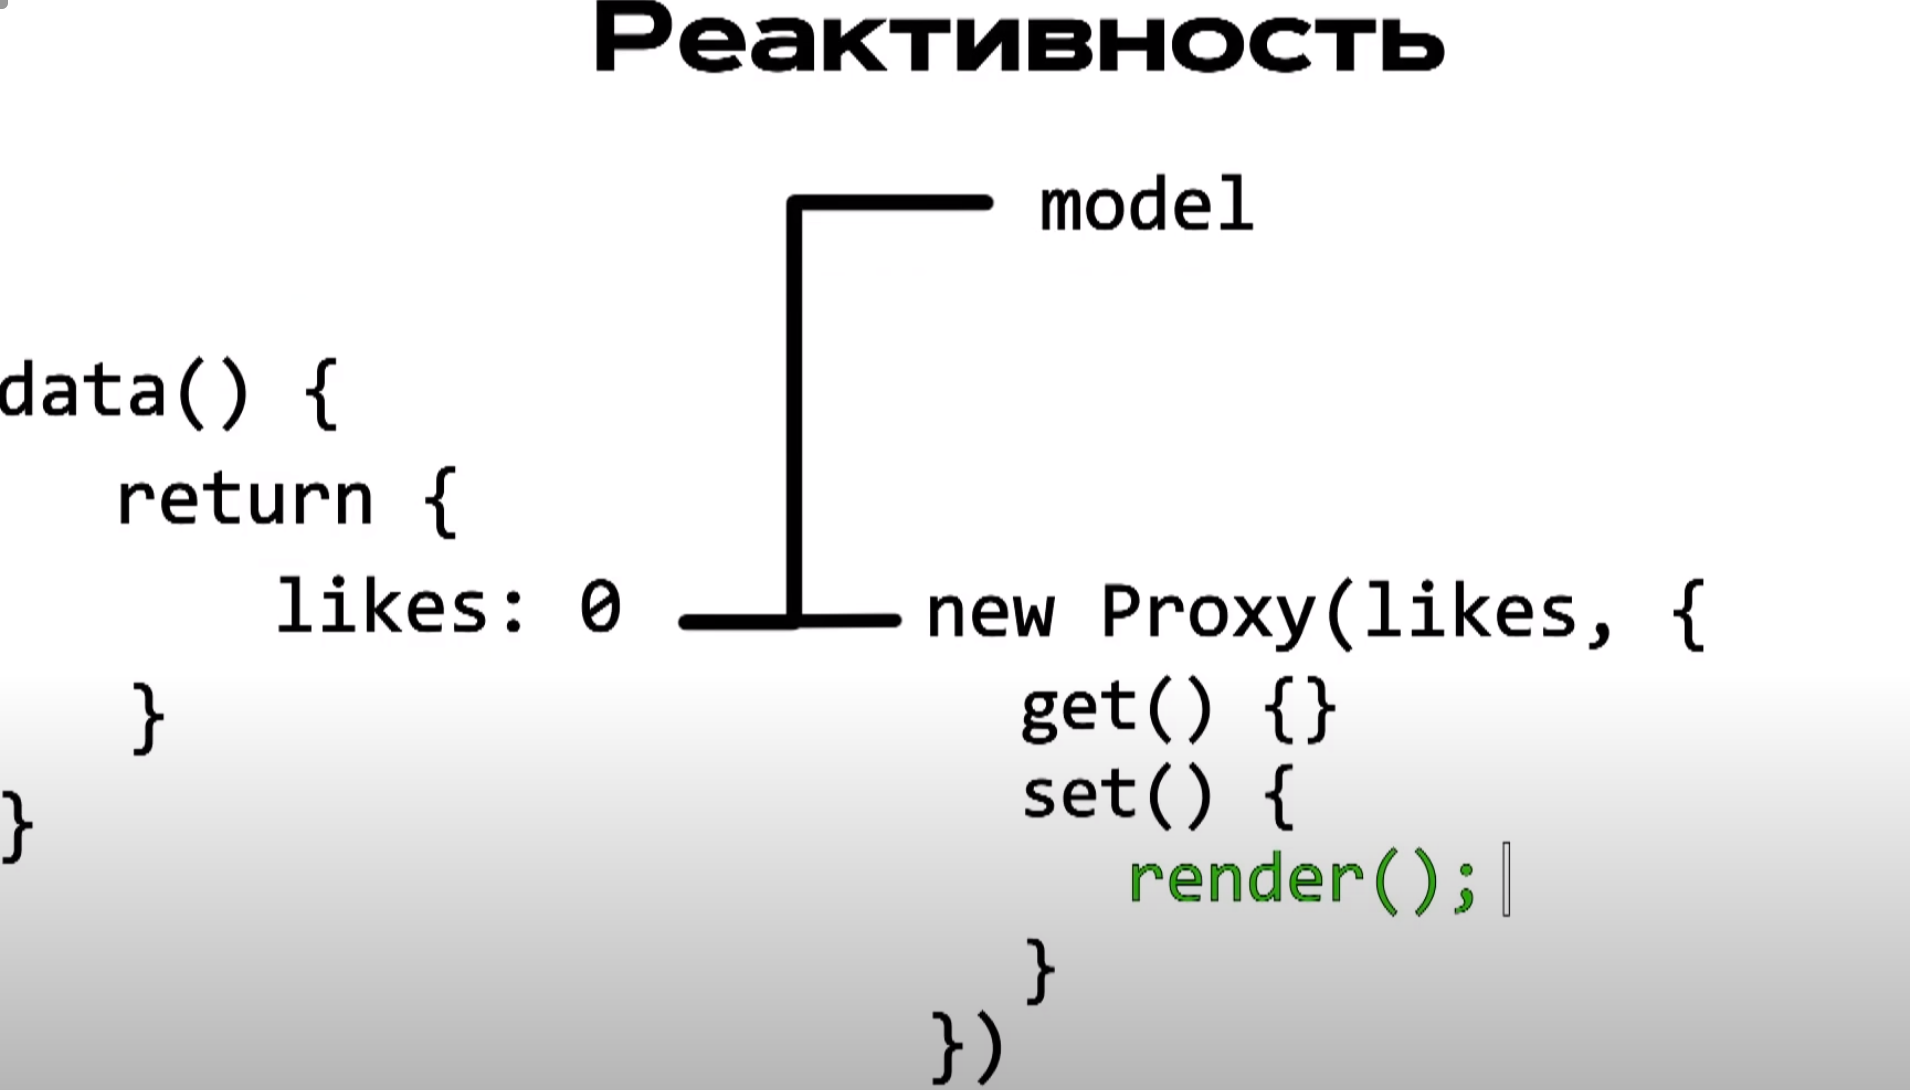 Реактивность
model
data() {
return {
likes: 0
}
}
new Proxy(likes, {
get() {}
set() {
render();
}
})